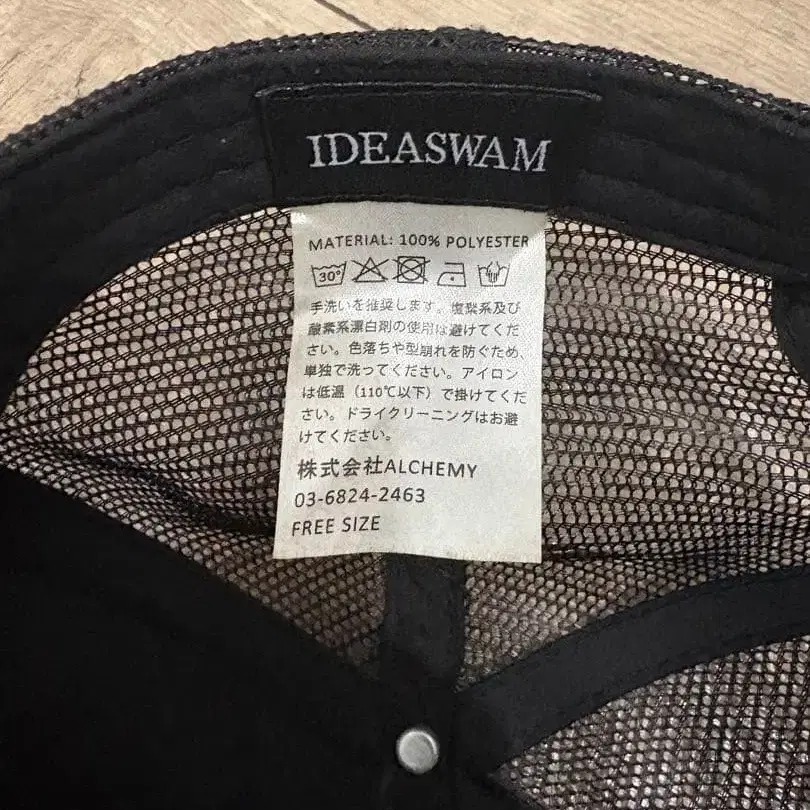 IDEASWAM
MATERIAL: 100% POLYESTER
30°
手洗いを推奨します。塩素系及び
酸素系漂白剤の使用は避けてくだ
さい。色落ちや型崩れを防ぐため、
単独で洗ってください。アイロン
は低温（110℃以下）で掛けてくだ
さい。ドライクリーニングはお避
けてください。
株式会社ALCHEMY
03-6824-2463
FREE SIZE